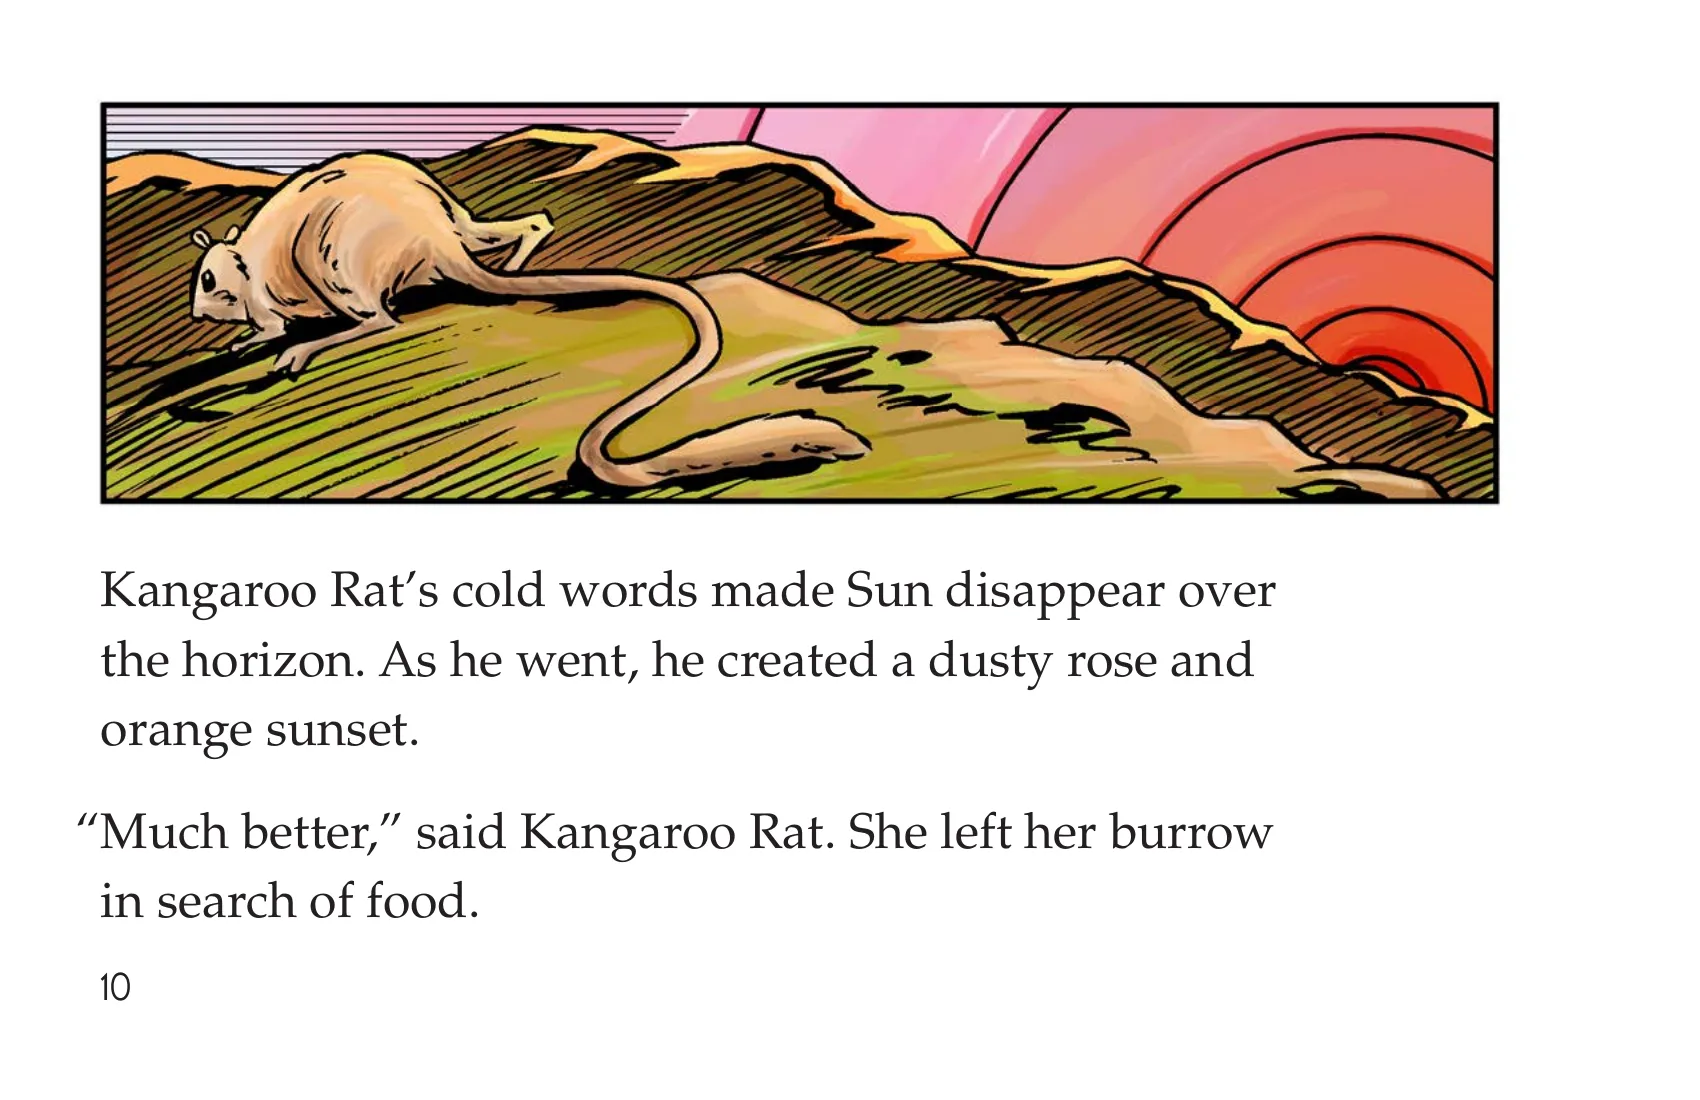 Kangaroo Rat’s cold words made Sun disappear over
the horizon. As he went, he created a dusty rose and
orange sunset.
“Much better,” said Kangaroo Rat. She left her burrow
in search of food.
10